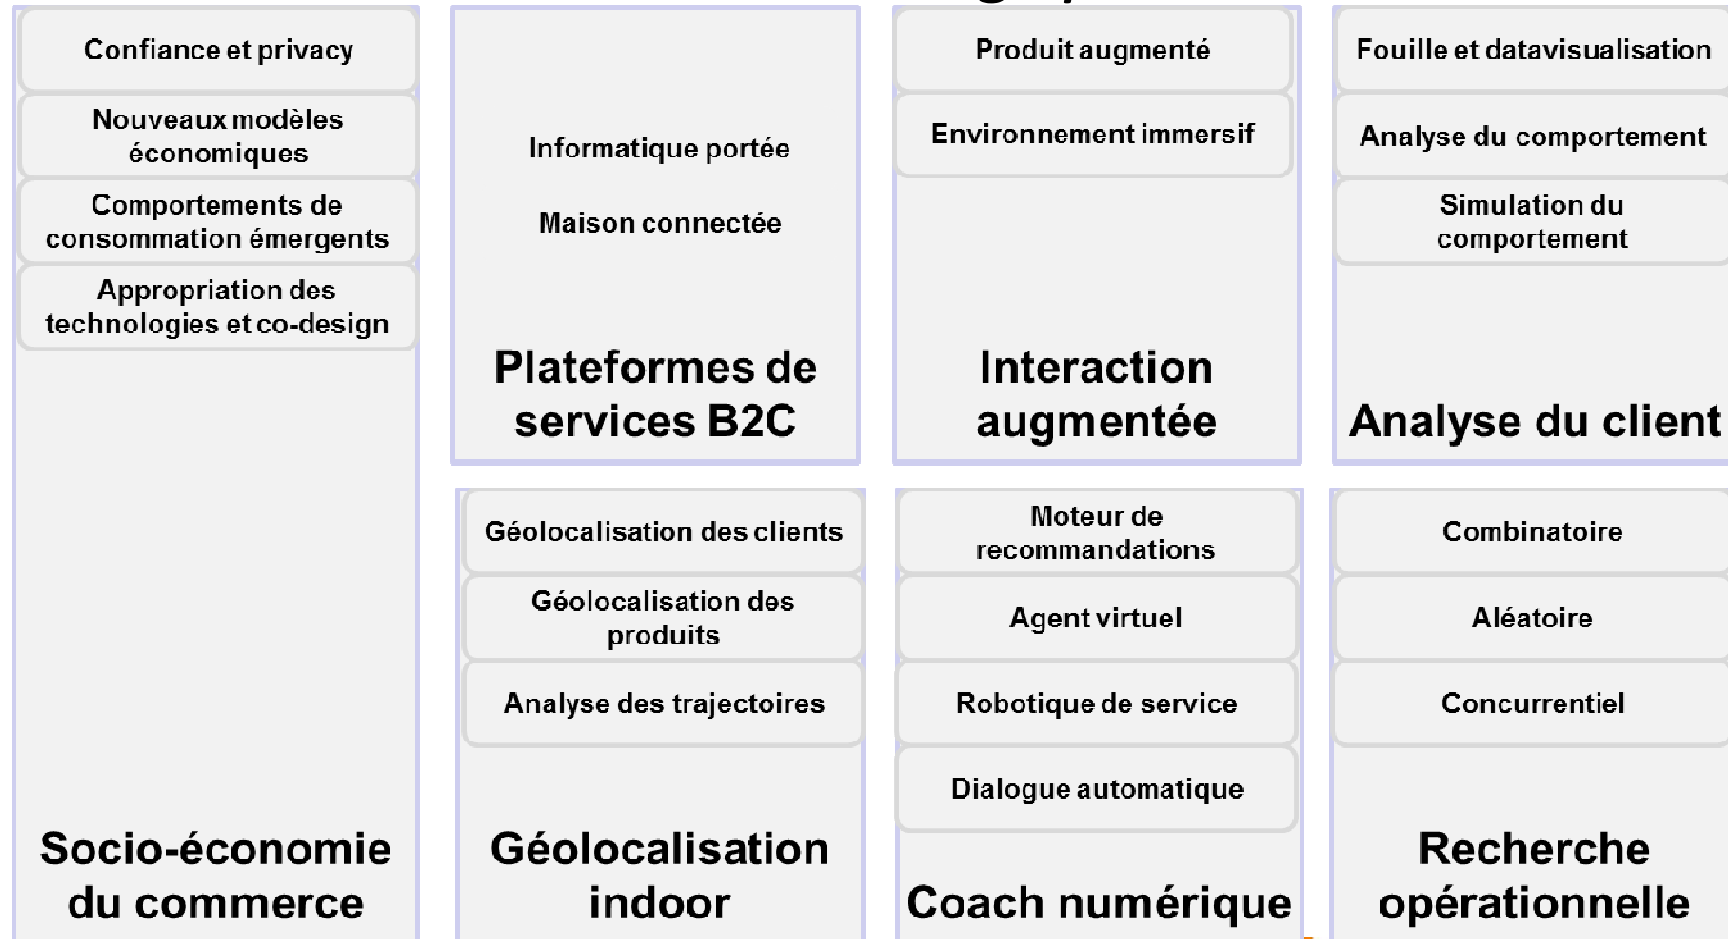 Confiance et privacy
Nouveaux modèles
économiques
Comportements de
consommation émergents
Appropriation des
technologies et co-design
Socio-économie
du commerce
Informatique portée
Maison connectée
Plateformes de
services B2C
Produit augmenté
Environnement immersif
Interaction
augmentée
Fouille et datavisualisation
Analyse du comportement
Simulation du
comportement
Analyse du client
Géolocalisation des clients
Géolocalisation des
produits
Analyse des trajectoires
Géolocalisation
indoor
Moteur de
recommandations
Agent virtuel
Robotique de service
Dialogue automatique
Coach numérique
Combinatoire
Aléatoire
Concurrentiel
Recherche
opérationnelle